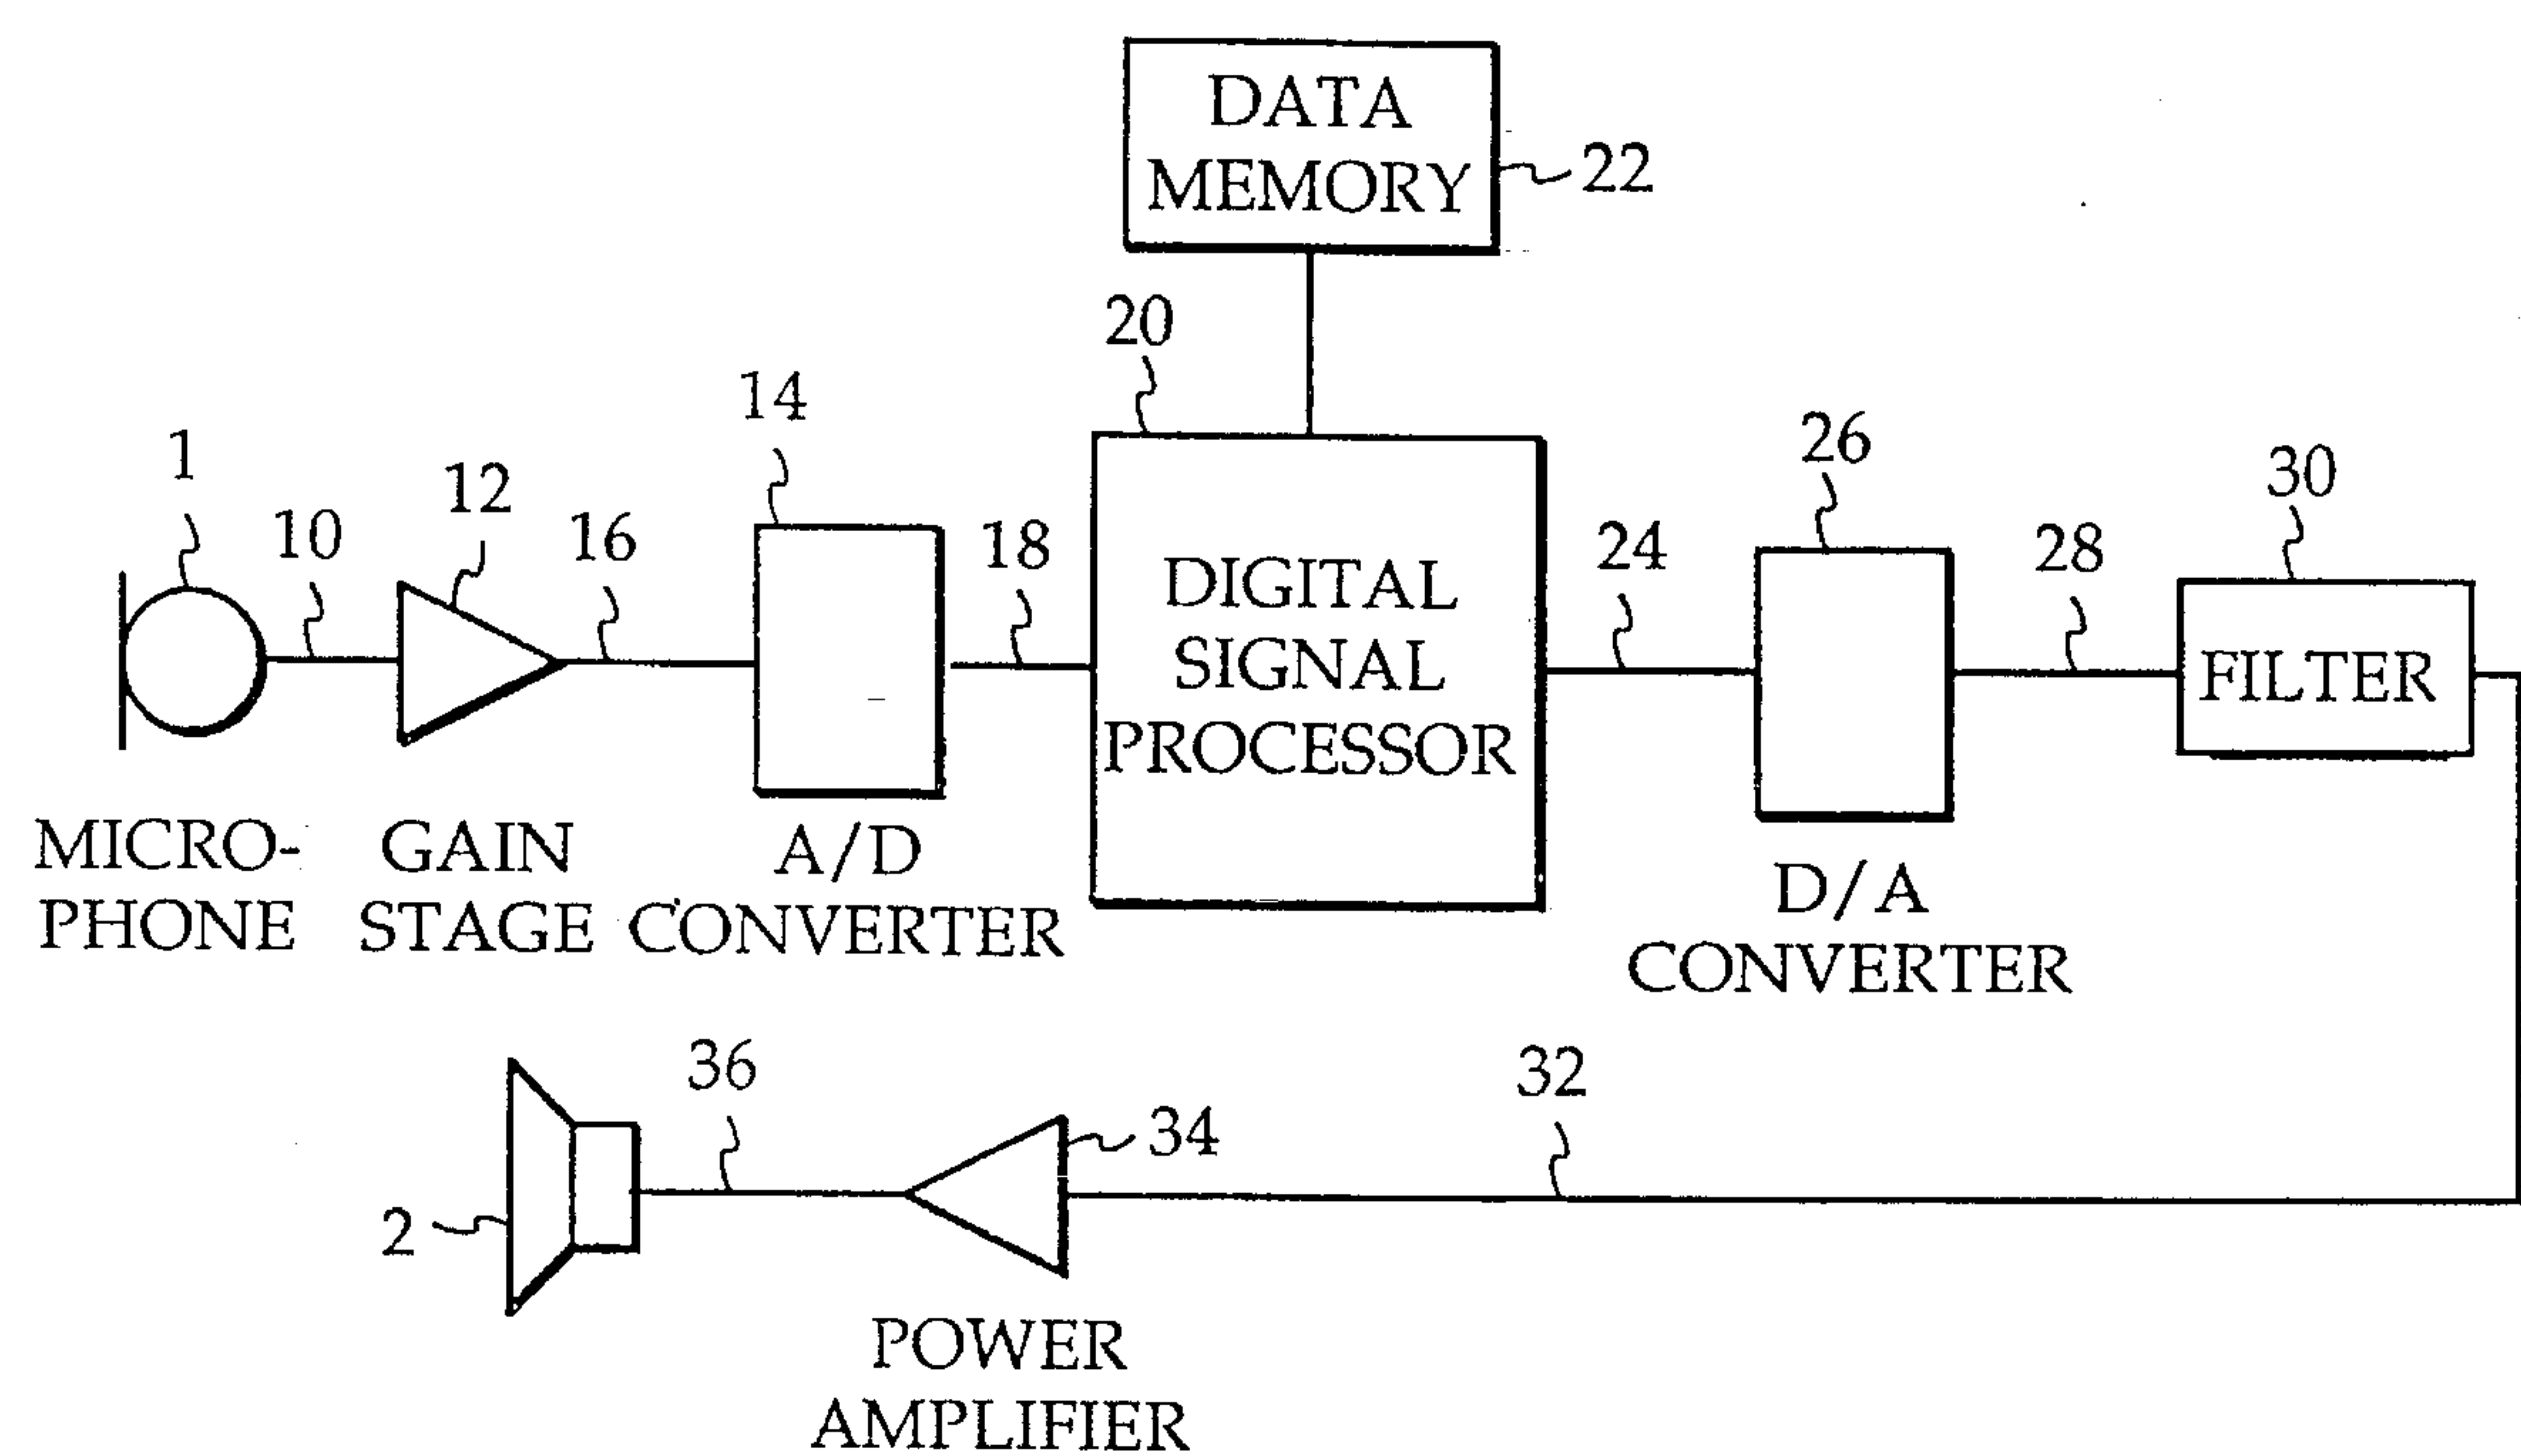 DATA
MEMORY
22
20
14
1
12
10
16
18
26
24
28
30
DIGITAL
SIGNAL
PROCESSOR
FILTER
MICRO-
PHONE
GAIN
STAGE
A/D
CONVERTER
D/A
CONVERTER
36
34
32
2
POWER
AMPLIFIER